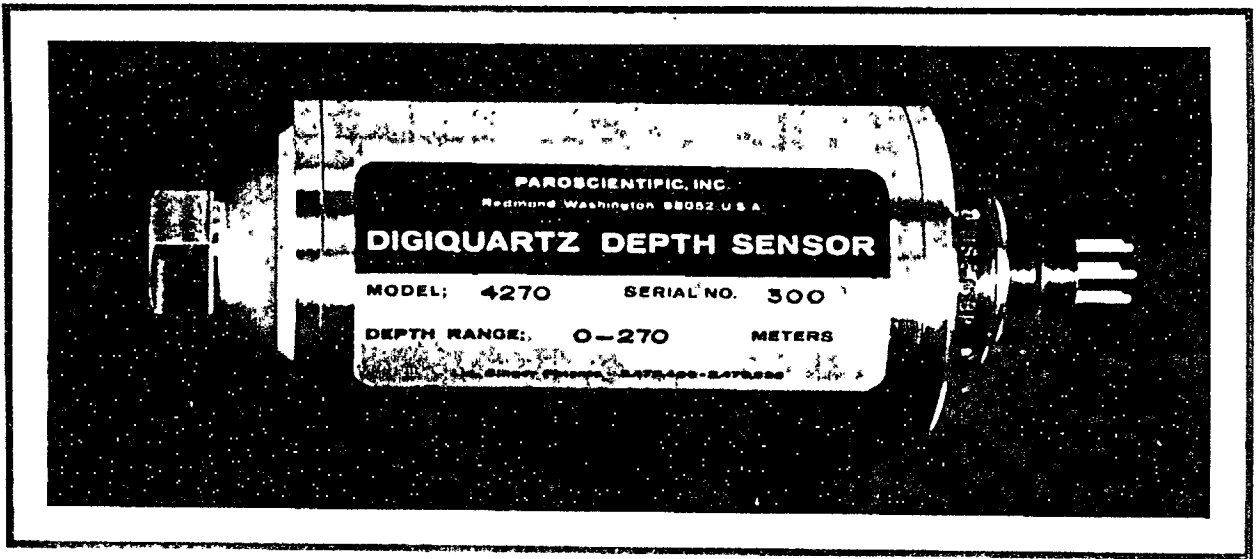 PAROSCIENTIFIC, INC.
Redmond Washington 98052 U S A
DIGIQUARTZ DEPTH SENSOR
MODEL: 4270 SERIAL NO. 300
DEPTH RANGE: 0-270 METERS